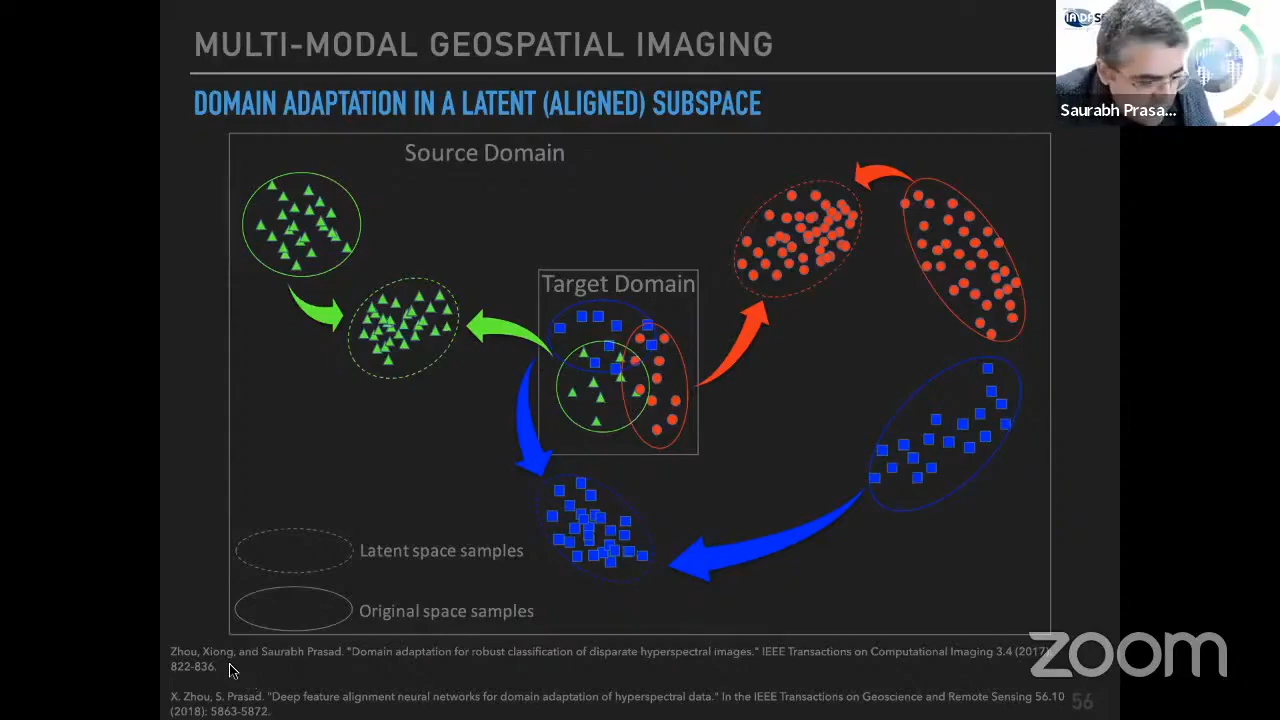 MULTI-MODAL GEOSPATIAL IMAGING
DOMAIN ADAPTATION IN A LATENT (ALIGNED) SUBSPACE
Saurabh Prasa...
Source Domain
Target Domain
Latent space samples
Original space samples
Zhou, Xiong, and Saurabh Prasad. "Domain adaptation for robust classification of disparate hyperspectral images." IEEE Transactions on Computational Imaging 3.4 (2017)
822-836.
X. Zhou, S. Prasad. "Deep feature alignment neural networks for domain adaptation of hyperspectral data." In the IEEE Transactions on Geoscience and Remote Sensing 56.10
(2018): 5863-5872.
56
zoom